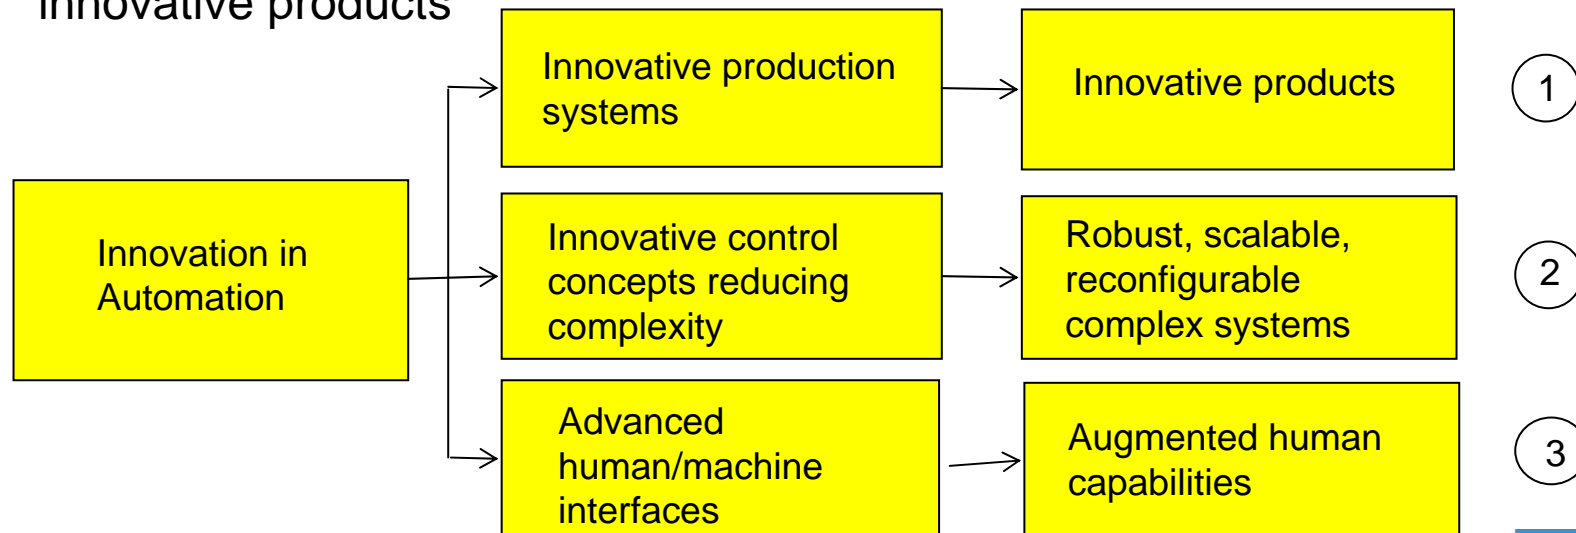 innovative products
Innovative production
systems
Innovative products
1
Innovation in
Automation
Innovative control
concepts reducing
complexity
Robust, scalable,
reconfigurable
complex systems
2
Advanced
human/machine
interfaces
Augmented human
capabilities
3